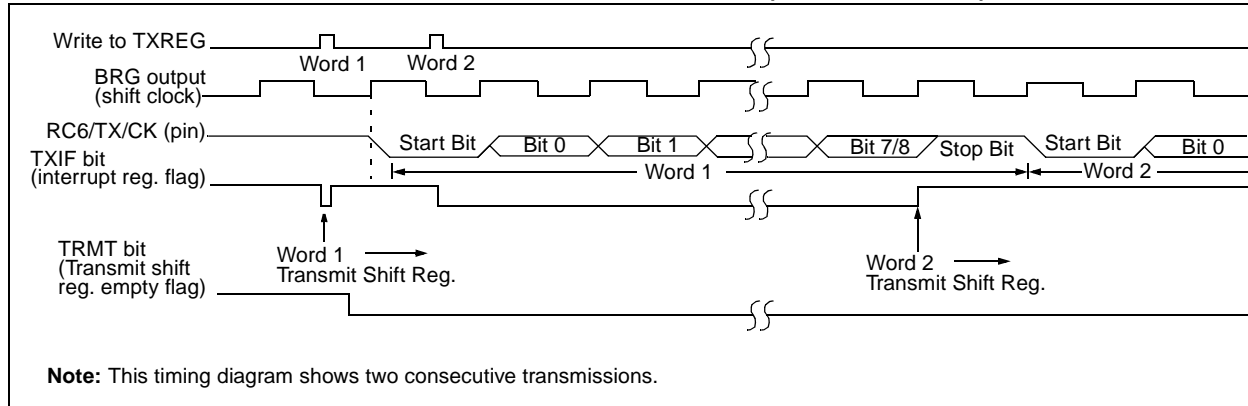 Write to TXREG
Word 1
Word 2
BRG output
(shift clock)
RC6/TX/CK (pin)
Start Bit
Bit 0
Bit 1
Bit 7/8
Stop Bit
Start Bit
Bit 0
TXIF bit
(interrupt reg. flag)
Word 1
Word 2
TRMT bit
(Transmit shift
reg. empty flag)
Word 1
Transmit Shift Reg.
Word 2
Transmit Shift Reg.
Note: This timing diagram shows two consecutive transmissions.